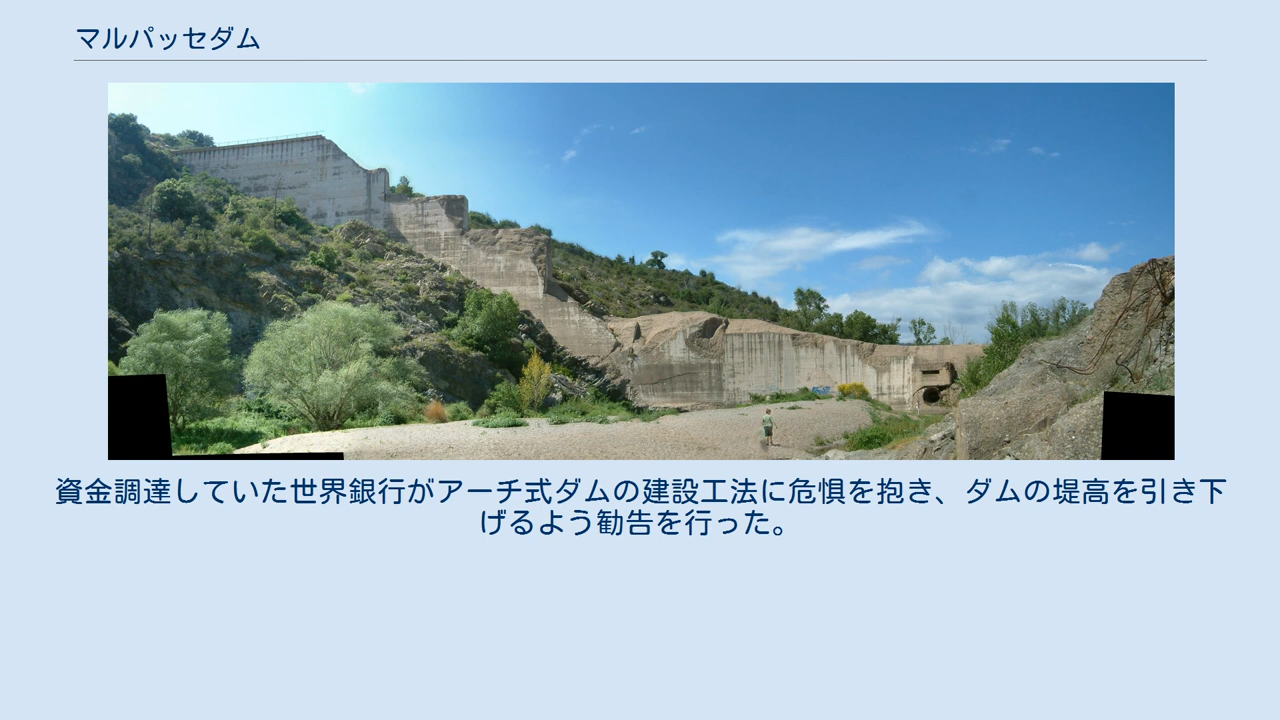 マルパッセダム
資金調達していた世界銀行がアーチ式ダムの建設工法に危惧を抱き、ダムの堤高を引き下
げるよう勧告を行った。